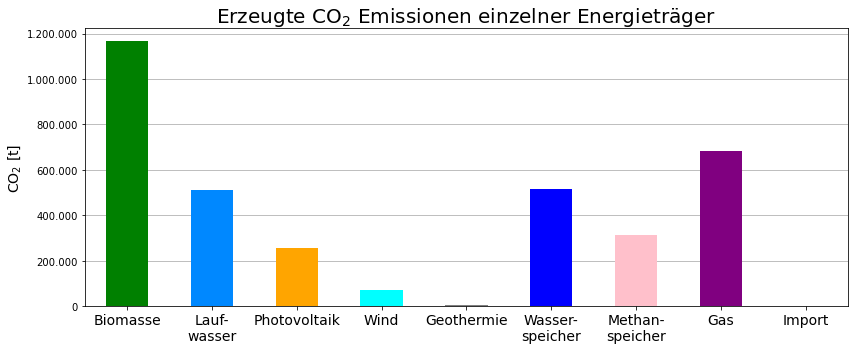 Erzeugte CO₂ Emissionen einzelner Energieträger
CO₂ [t]
1.200.000
1.000.000
800.000
600.000
400.000
200.000
0
Biomasse
Lauf-
wasser
Photovoltaik
Wind
Geothermie
Wasser-
speicher
Methan-
speicher
Gas
Import